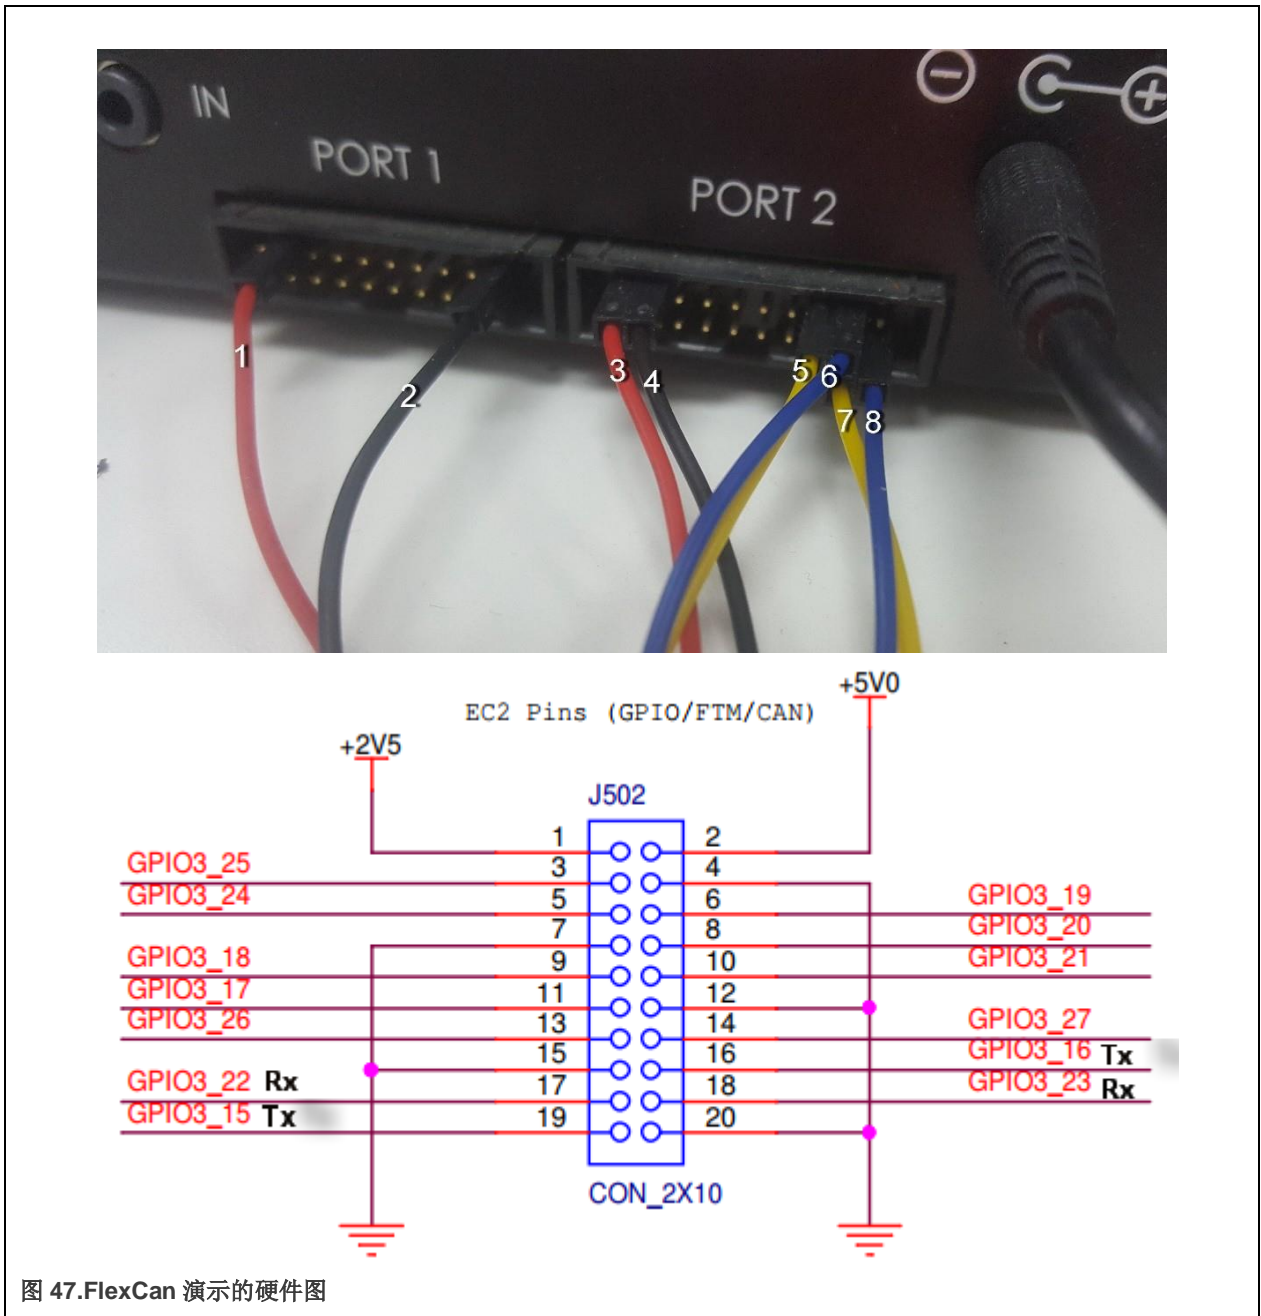 IN
PORT 1
PORT 2
1
2
3
4
5
6
7
8
+5V0
EC2 Pins (GPIO/FTM/CAN)
+2V5
J502
1 2
GPIO3_25 3 4
GPIO3_24 5 6 GPIO3_19
7 8 GPIO3_20
GPIO3_18 9 10 GPIO3_21
GPIO3_17 11 12
GPIO3_26 13 14 GPIO3_27
15 16 GPIO3_16 Tx
GPIO3_22 Rx 17 18 GPIO3_23 Rx
GPIO3_15 Tx 19 20
CON_2X10
图 47.FlexCan 演示的硬件图